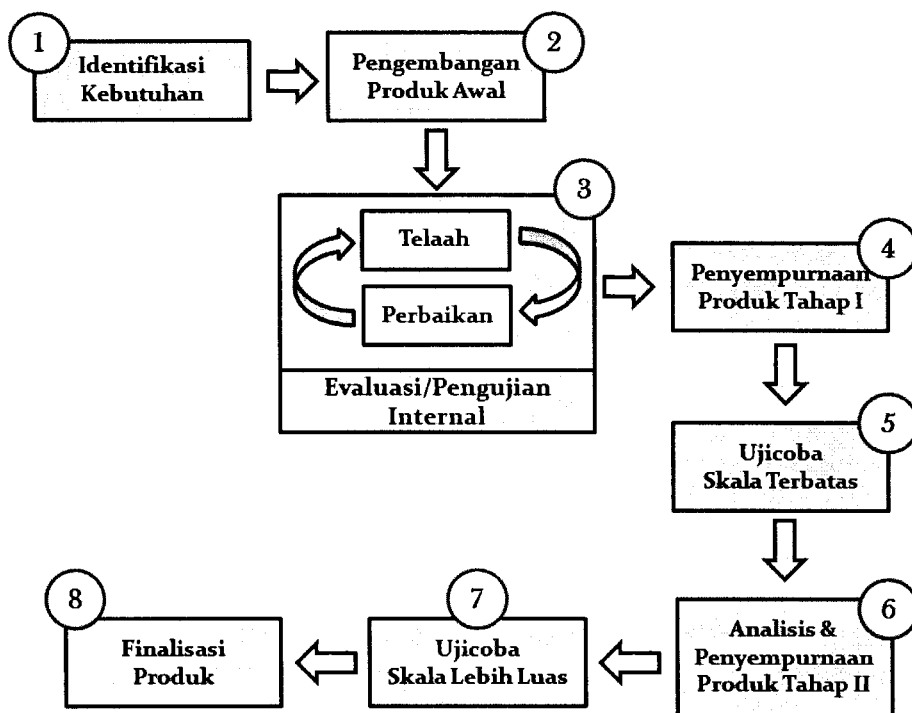 1
Identifikasi
Kebutuhan
2
Pengembangan
Produk Awal
3
Telaah
Perbaikan
Evaluasi/Pengujian
Internal
4
Penyempurnaan
Produk Tahap I
5
Ujicoba
Skala Terbatas
6
Analisis &
Penyempurnaan
Produk Tahap II
7
Ujicoba
Skala Lebih Luas
8
Finalisasi
Produk